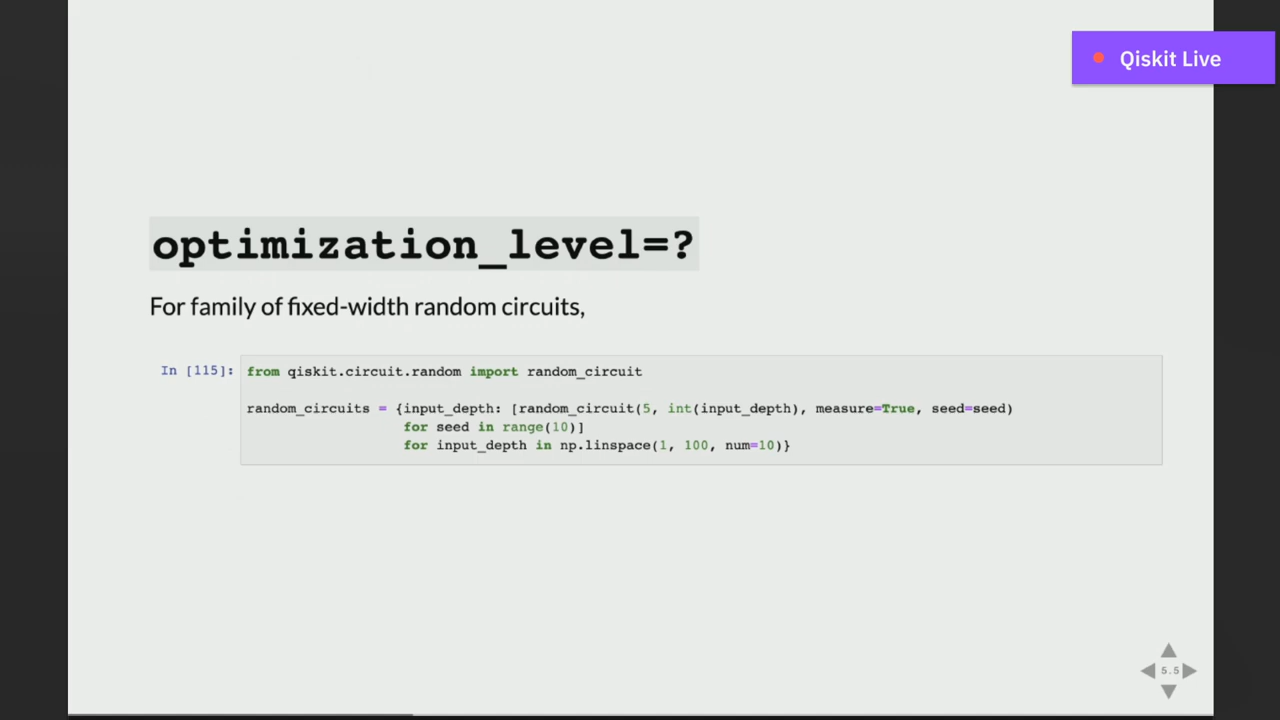 Qiskit Live
optimization_level=?
For family of fixed-width random circuits,
In [115]:
from qiskit.circuit.random import random_circuit
random_circuits = {input_depth: [random_circuit(5, int(input_depth), measure=True, seed=seed)
for seed in range(10)]
for input_depth in np.linspace(1, 100, num=10)}
5.5